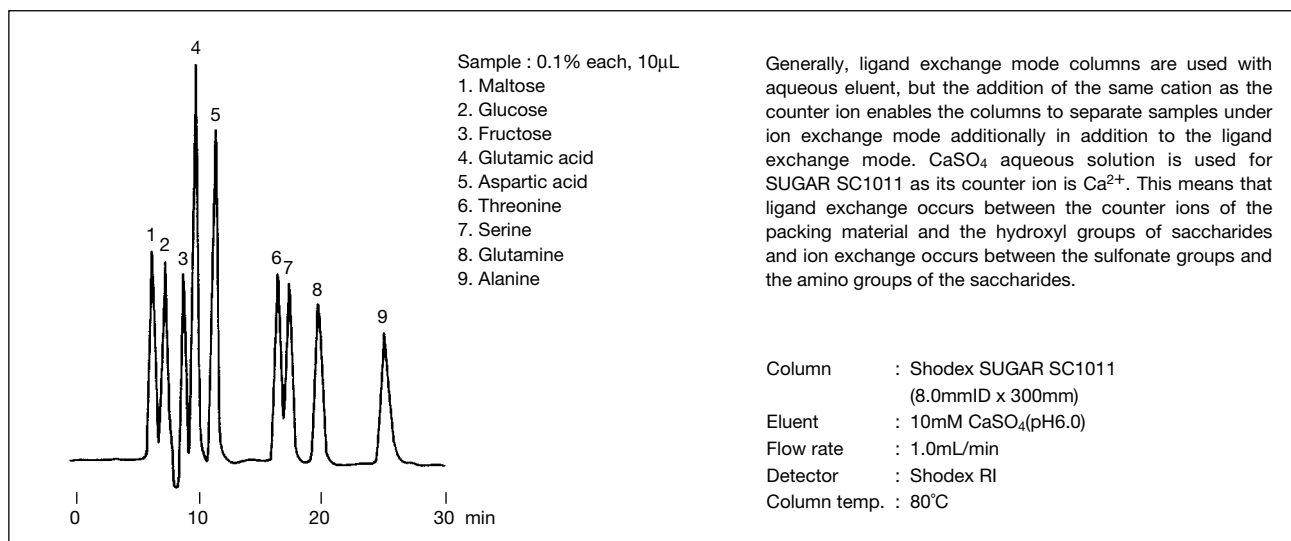 4
5
1
2
3
6
7
8
9
0
10
20
30 min
Sample : 0.1% each, 10μL
1. Maltose
2. Glucose
3. Fructose
4. Glutamic acid
5. Aspartic acid
6. Threonine
7. Serine
8. Glutamine
9. Alanine
Generally, ligand exchange mode columns are used with
aqueous eluent, but the addition of the same cation as the
counter ion enables the columns to separate samples under
ion exchange mode additionally in addition to the ligand
exchange mode. CaSO₄ aqueous solution is used for
SUGAR SC1011 as its counter ion is Ca²⁺. This means that
ligand exchange occurs between the counter ions of the
packing material and the hydroxyl groups of saccharides
and ion exchange occurs between the sulfonate groups and
the amino groups of the saccharides.
Column : Shodex SUGAR SC1011
(8.0mmID x 300mm)
Eluent : 10mM CaSO₄(pH6.0)
Flow rate : 1.0mL/min
Detector : Shodex RI
Column temp. : 80°C